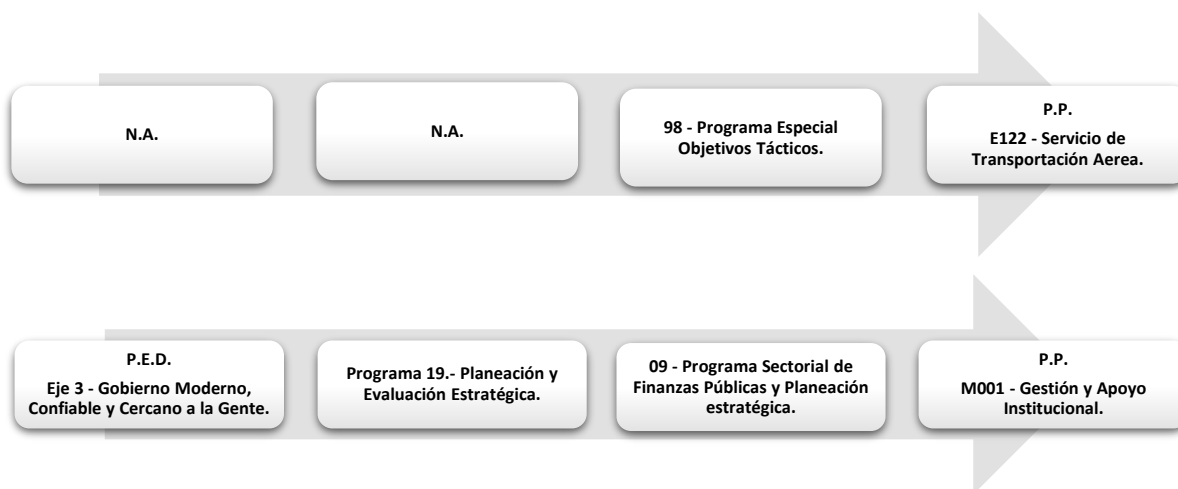 N.A.
N.A.
98 - Programa Especial
Objetivos Tácticos.
P.P.
E122 - Servicio de
Transportación Aerea.
P.E.D.
Eje 3 - Gobierno Moderno,
Confiable y Cercano a la Gente.
Programa 19.- Planeación y
Evaluación Estratégica.
09 - Programa Sectorial de
Finanzas Públicas y Planeación
estratégica.
P.P.
M001 - Gestión y Apoyo
Institucional.